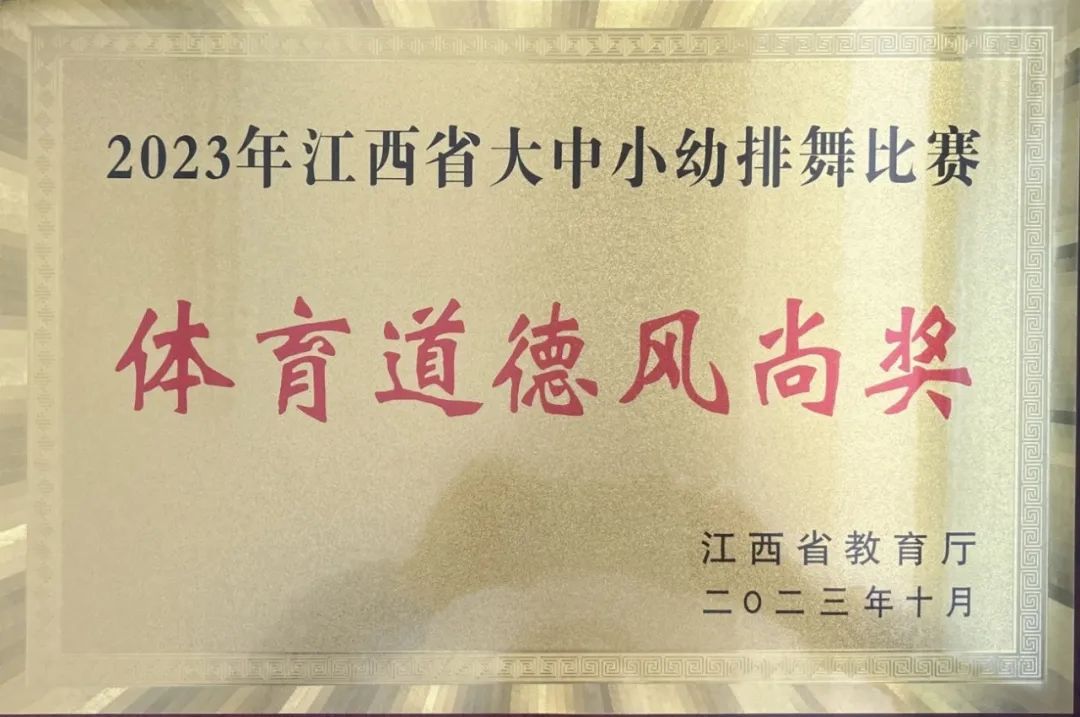 2023年江西省大中小幼排舞比赛
体育道德风尚奖
江西省教育厅
二〇二三年十月